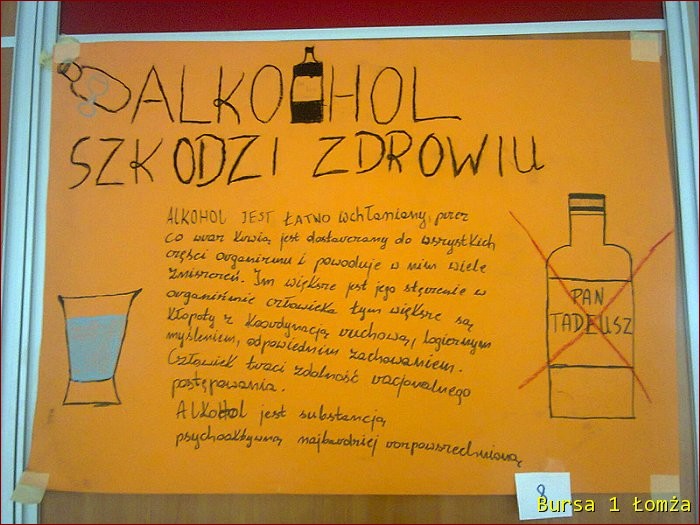 ALKOHOL
SZKODZI ZDROWIU
ALKOHOL JEST ŁATWO wchłaniany, przez
co wraz krwią jest dostarczany do wszystkich
części organizmu i powoduje w nim wiele
zniszczeń. Im większe jest jego stężenie w
organizmie człowieka tym większe są
kłopoty z koordynacją ruchową, logicznym
myśleniem, odpowiednim zachowaniem.
Człowiek traci zdolność racjonalnego
postępowania.
ALKOHOL jest substancją
psychoaktywną najbardziej rozpowszechnioną
PAN
TADEUSZ
8
Bursa 1 Łomża